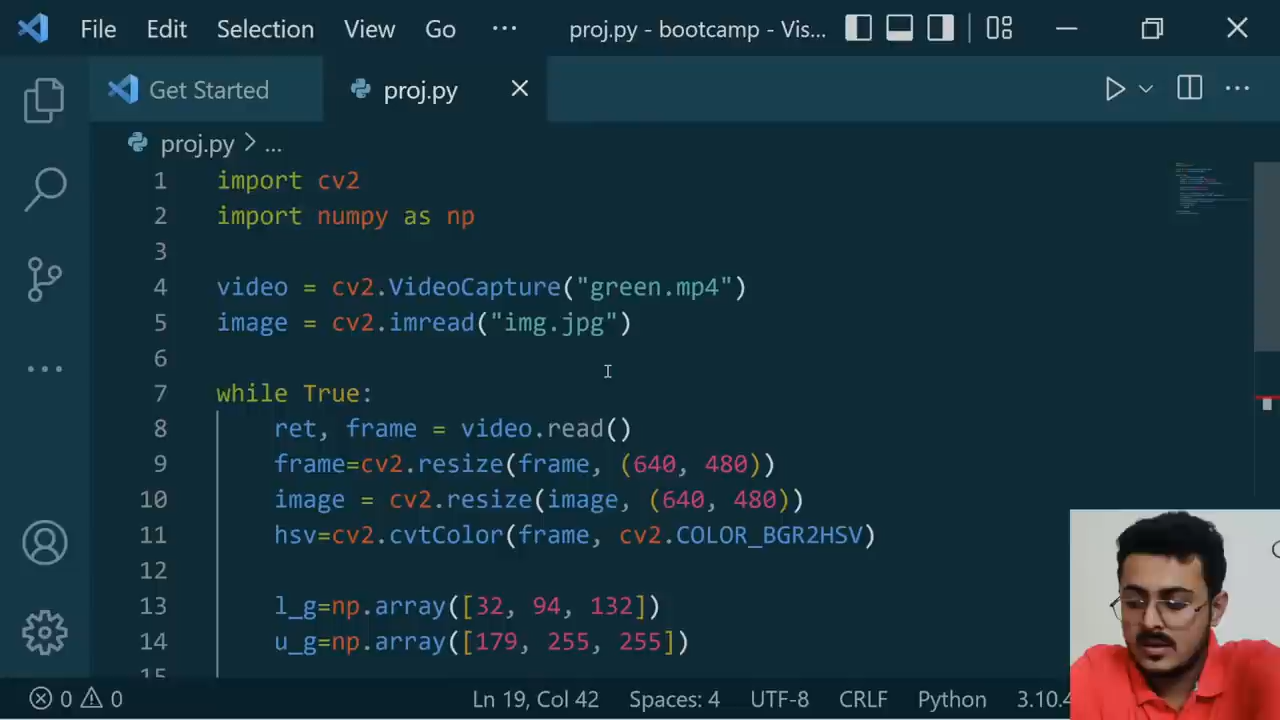 File Edit Selection View Go ··· proj.py - bootcamp - Vis...
Get Started proj.py
proj.py > ...
1 import cv2
2 import numpy as np
3
4 video = cv2.VideoCapture("green.mp4")
5 image = cv2.imread("img.jpg")
6
7 while True:
8 ret, frame = video.read()
9 frame=cv2.resize(frame, (640, 480))
10 image = cv2.resize(image, (640, 480))
11 hsv=cv2.cvtColor(frame, cv2.COLOR_BGR2HSV)
12
13 l_g=np.array([32, 94, 132])
14 u_g=np.array([179, 255, 255])
15
0 0 Ln 19, Col 42 Spaces: 4 UTF-8 CRLF Python 3.10.4